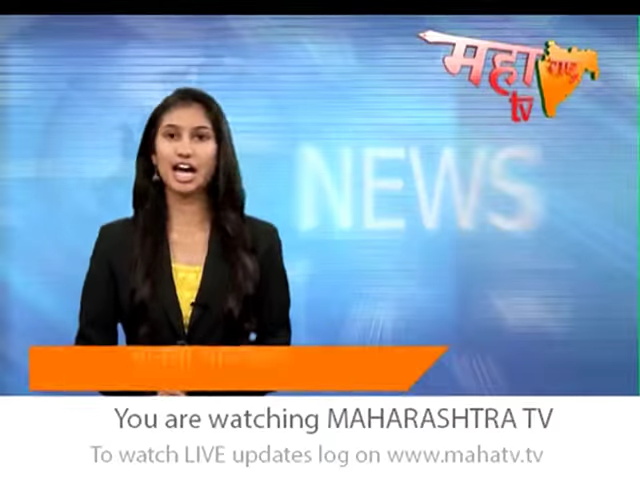 महा
राष्ट्र
tv
NEWS
You are watching MAHARASHTRA TV
To watch LIVE updates log on www.mahatv.tv